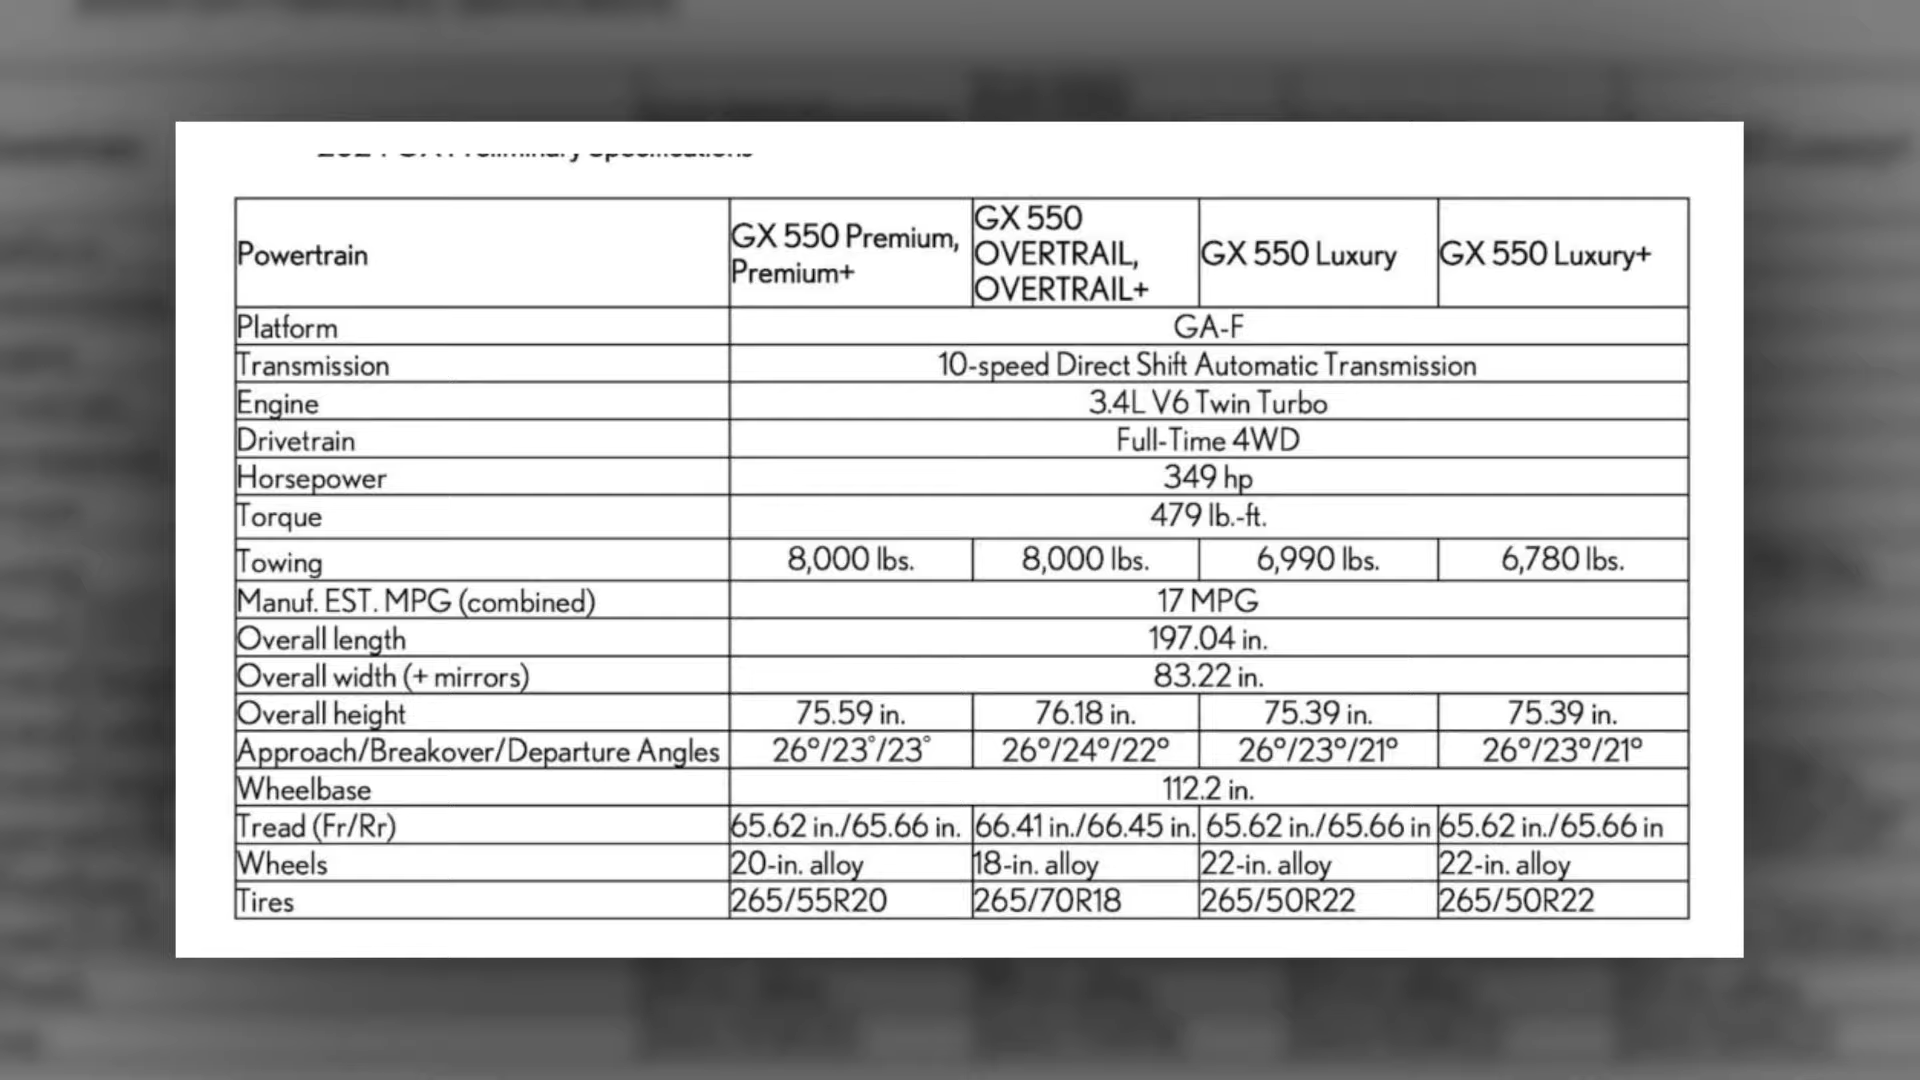 2024 GX Preliminary Specifications
Powertrain GX 550 Premium, Premium+ GX 550 OVERTRAIL, OVERTRAIL+ GX 550 Luxury GX 550 Luxury+
Platform GA-F
Transmission 10-speed Direct Shift Automatic Transmission
Engine 3.4L V6 Twin Turbo
Drivetrain Full-Time 4WD
Horsepower 349 hp
Torque 479 lb.-ft.
Towing 8,000 lbs. 8,000 lbs. 6,990 lbs. 6,780 lbs.
Manuf. EST. MPG (combined) 17 MPG
Overall length 197.04 in.
Overall width (+ mirrors) 83.22 in.
Overall height 75.59 in. 76.18 in. 75.39 in. 75.39 in.
Approach/Breakover/Departure Angles 26°/23°/23° 26°/24°/22° 26°/23°/21° 26°/23°/21°
Wheelbase 112.2 in.
Tread (Fr/Rr) 65.62 in./65.66 in. 66.41 in./66.45 in. 65.62 in./65.66 in 65.62 in./65.66 in
Wheels 20-in. alloy 18-in. alloy 22-in. alloy 22-in. alloy
Tires 265/55R20 265/70R18 265/50R22 265/50R22